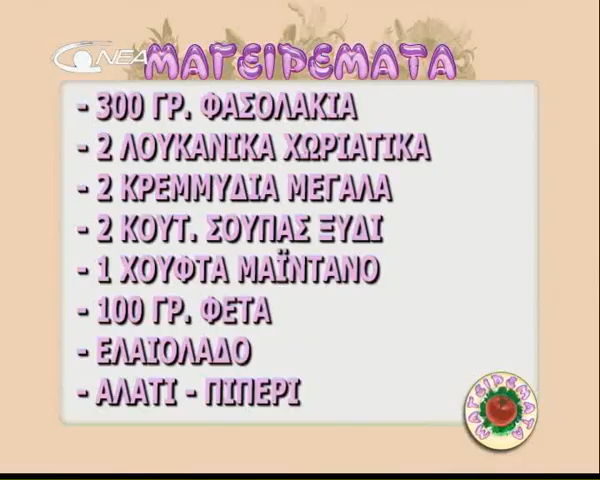 ΝΕΑ
ΜΑΓΕΙΡΕΜΑΤΑ
- 300 ΓΡ. ΦΑΣΟΛΑΚΙΑ
- 2 ΛΟΥΚΑΝΙΚΑ ΧΩΡΙΑΤΙΚΑ
- 2 ΚΡΕΜΜΥΔΙΑ ΜΕΓΑΛΑ
- 2 ΚΟΥΤ. ΣΟΥΠΑΣ ΞΥΔΙ
- 1 ΧΟΥΦΤΑ ΜΑΪΝΤΑΝΟ
- 100 ΓΡ. ΦΕΤΑ
- ΕΛΑΙΟΛΑΔΟ
- ΑΛΑΤΙ - ΠΙΠΕΡΙ
ΜΑΓΕΙΡΕΜΑΤΑ